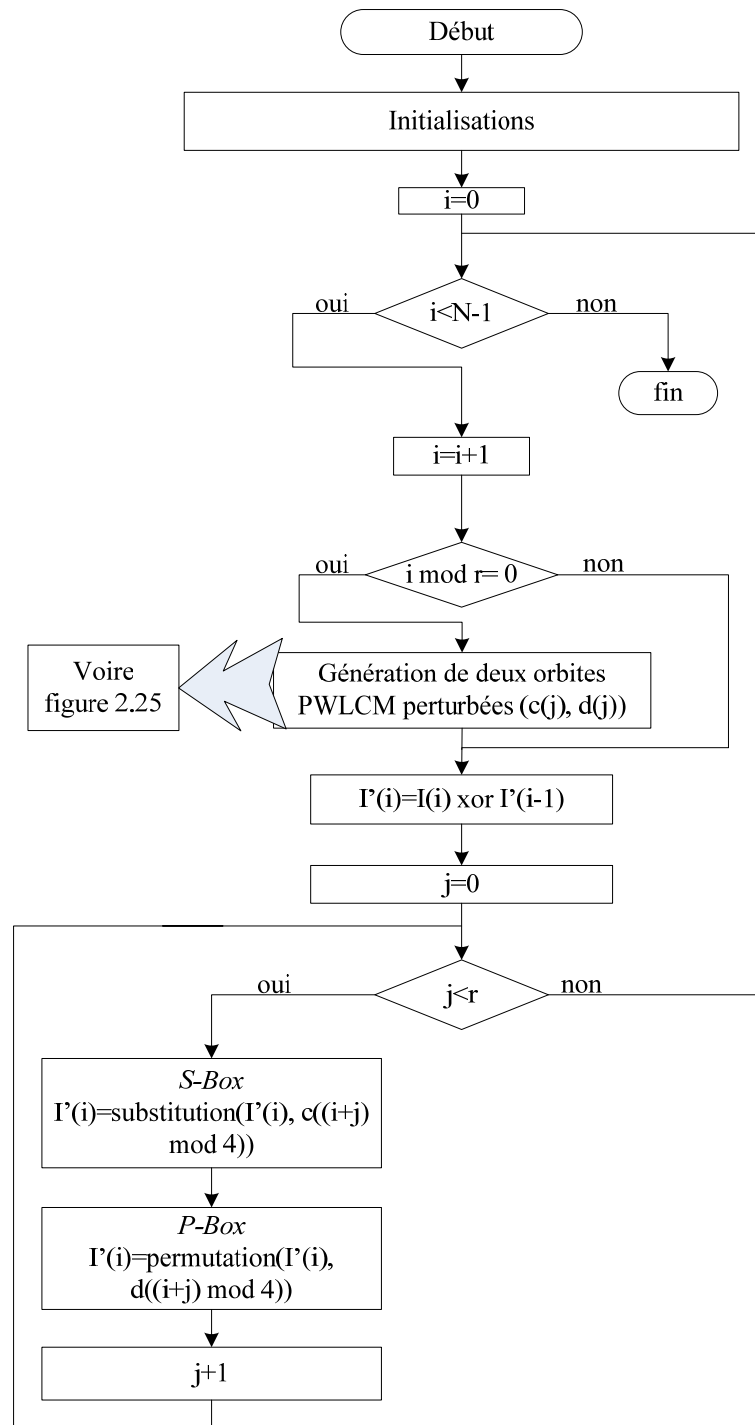 Début
Initialisations
i=0
oui
i<N-1
non
fin
i=i+1
oui
i mod r= 0
non
Voire
figure 2.25
Génération de deux orbites
PWLCM perturbées (c(j), d(j))
I’(i)=I(i) xor I’(i-1)
j=0
oui
j<r
non
S-Box
I’(i)=substitution(I’(i), c((i+j)
mod 4))
P-Box
I’(i)=permutation(I’(i),
d((i+j) mod 4))
j+1